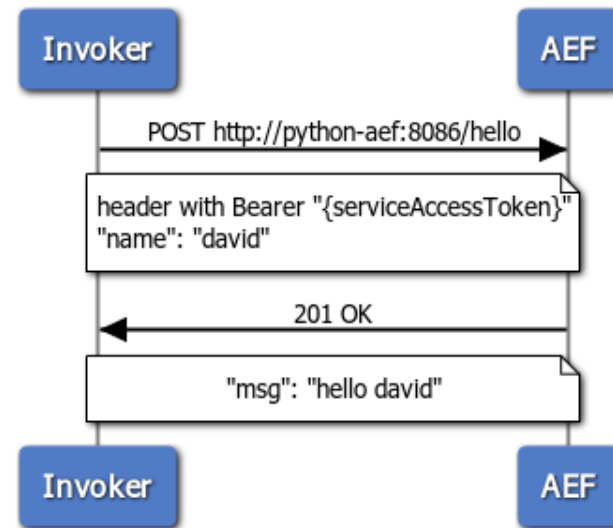 Invoker AEF
POST http://python-aef:8086/hello
header with Bearer "{serviceAccessToken}"
"name": "david"
201 OK
"msg": "hello david"
Invoker AEF